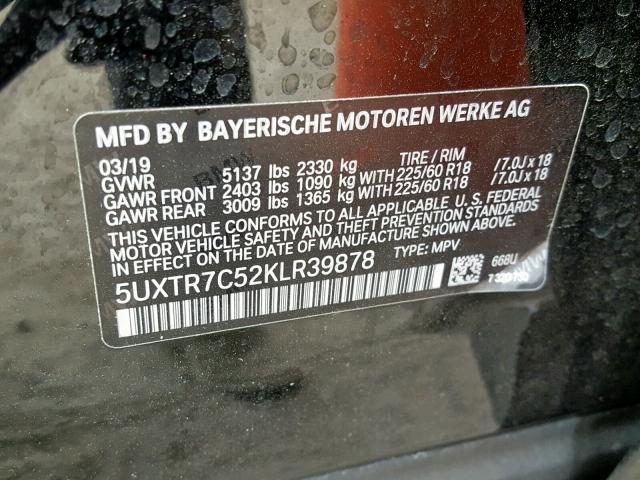 MFD BY BAYERISCHE MOTOREN WERKE AG
03/19 TIRE / RIM
GVWR 5137 lbs 2330 kg
GAWR FRONT 2403 lbs 1090 kg WITH 225/60 R18 /7.0J x 18
GAWR REAR 3009 lbs 1365 kg WITH 225/60 R18 /7.0J x 18
THIS VEHICLE CONFORMS TO ALL APPLICABLE U. S. FEDERAL
MOTOR VEHICLE SAFETY AND THEFT PREVENTION STANDARDS
IN EFFECT ON THE DATE OF MANUFACTURE SHOWN ABOVE.
5UXTR7C52KLR39878 TYPE: MPV
668U